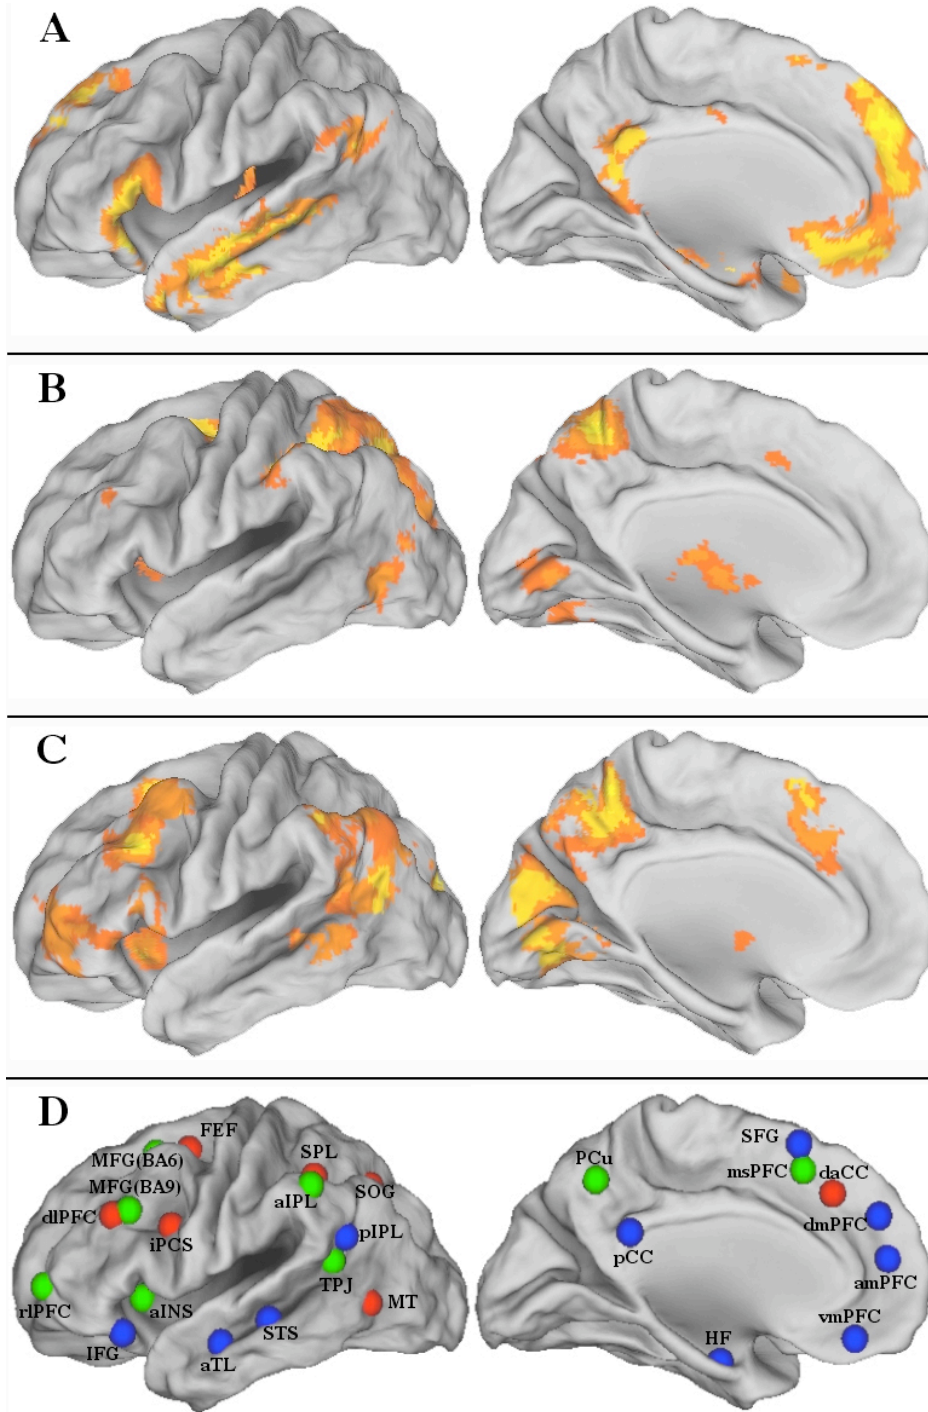 A
B
C
D
FEF
MFG(BA6)
SPL
MFG(BA9)
aIPL
SOG
dlPFC
iPCS
pIPL
TPJ
rlPFC
aINS
MT
STS
IFG
aTL
SFG
PCu
msPFC
daCC
dmPFC
pCC
amPFC
vmPFC
HF